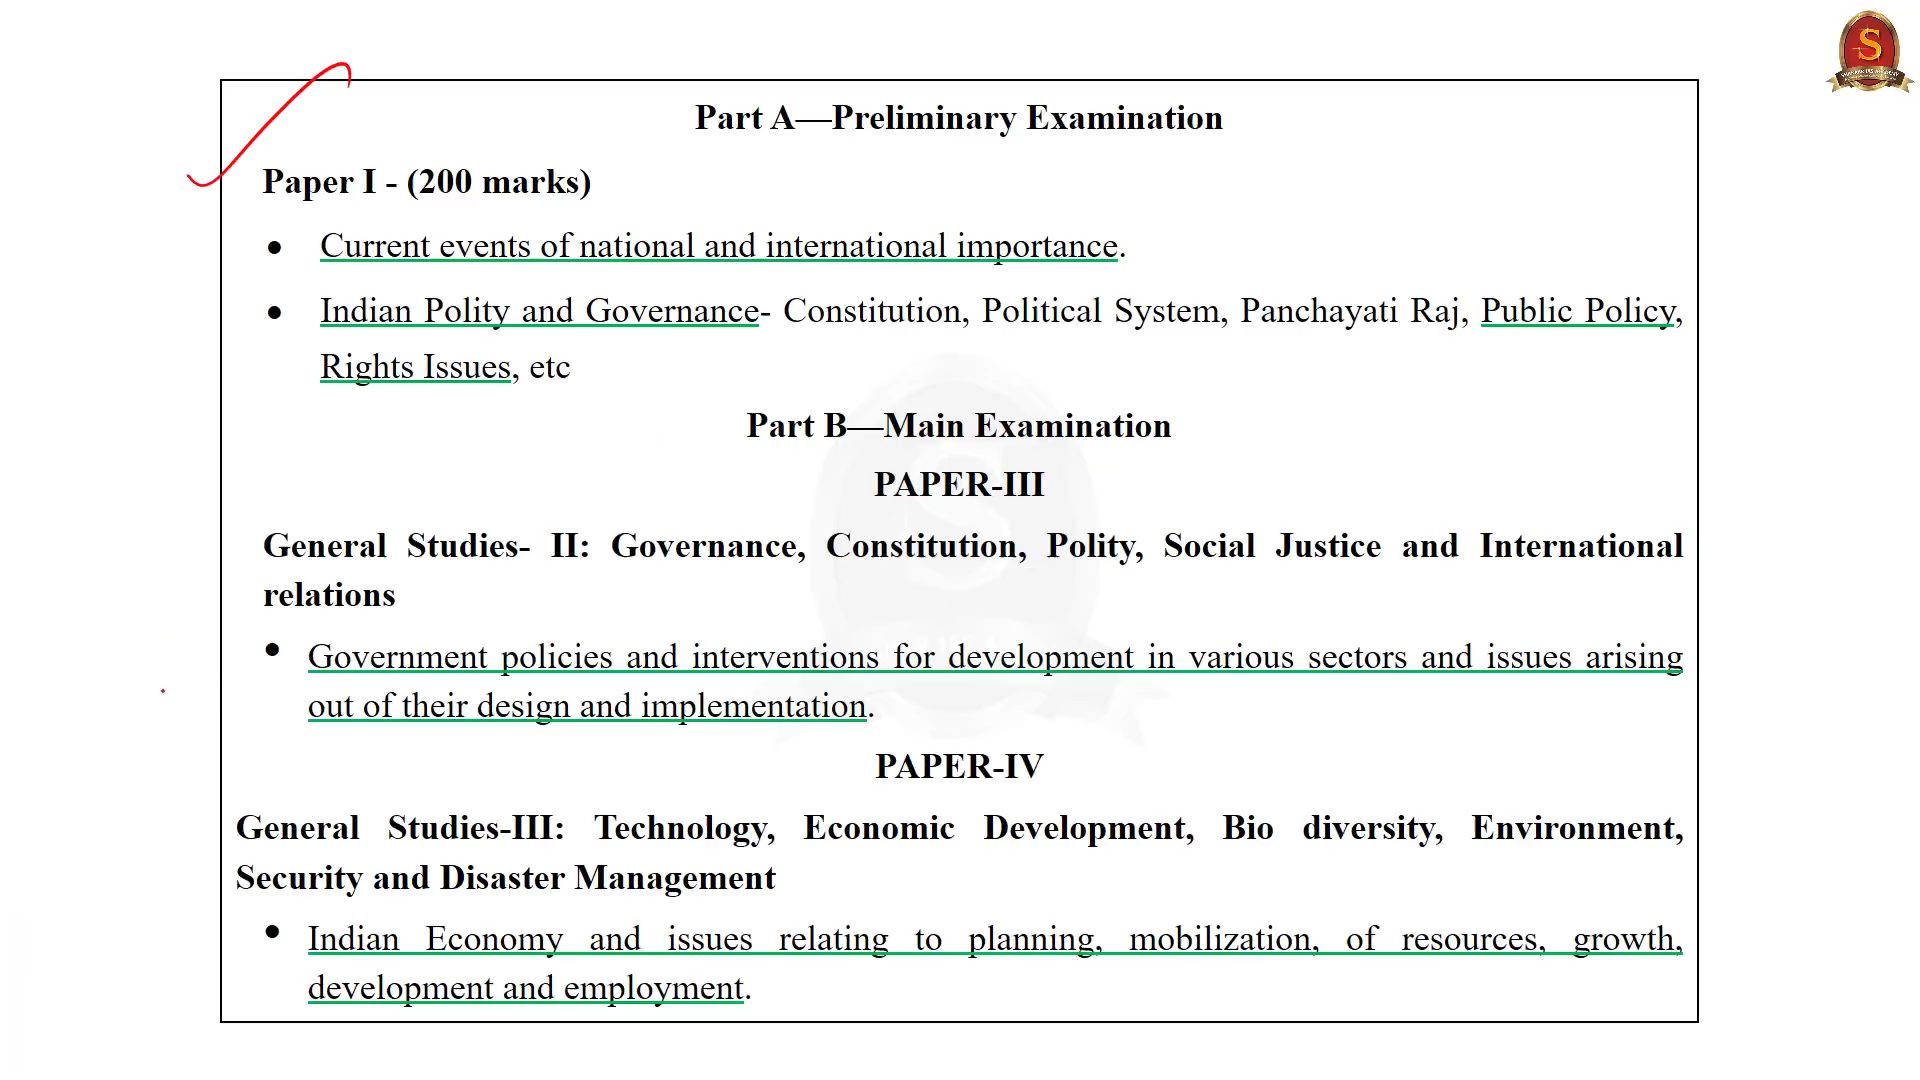 Part A—Preliminary Examination
Paper I - (200 marks)
● Current events of national and international importance.
● Indian Polity and Governance- Constitution, Political System, Panchayati Raj, Public Policy,
Rights Issues, etc
Part B—Main Examination
PAPER-III
General Studies- II: Governance, Constitution, Polity, Social Justice and International
relations
● Government policies and interventions for development in various sectors and issues arising
out of their design and implementation.
PAPER-IV
General Studies-III: Technology, Economic Development, Bio diversity, Environment,
Security and Disaster Management
● Indian Economy and issues relating to planning, mobilization, of resources, growth,
development and employment.
S